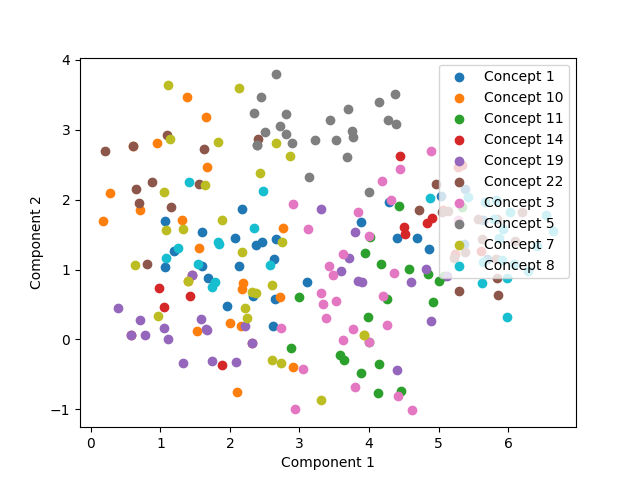 4
3
2
1
0
−1
0 1 2 3 4 5 6
Component 1
Component 2
Concept 1
Concept 10
Concept 11
Concept 14
Concept 19
Concept 22
Concept 3
Concept 5
Concept 7
Concept 8